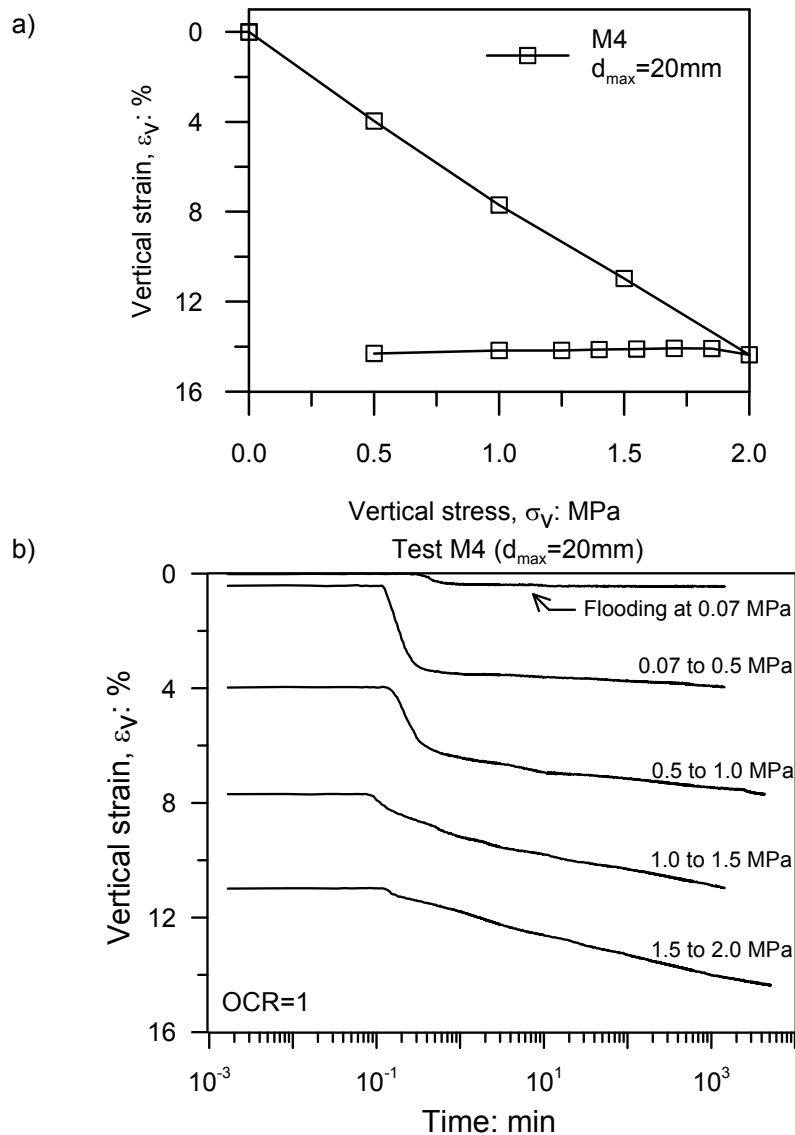 a)
0
4
8
12
16
Vertical strain, εv: %
M4
dmax=20mm
0.0 0.5 1.0 1.5 2.0
Vertical stress, σv: MPa
b)
Test M4 (dmax=20mm)
0
4
8
12
16
Vertical strain, εv: %
Flooding at 0.07 MPa
0.07 to 0.5 MPa
0.5 to 1.0 MPa
1.0 to 1.5 MPa
1.5 to 2.0 MPa
OCR=1
10-3 10-1 101 103
Time: min